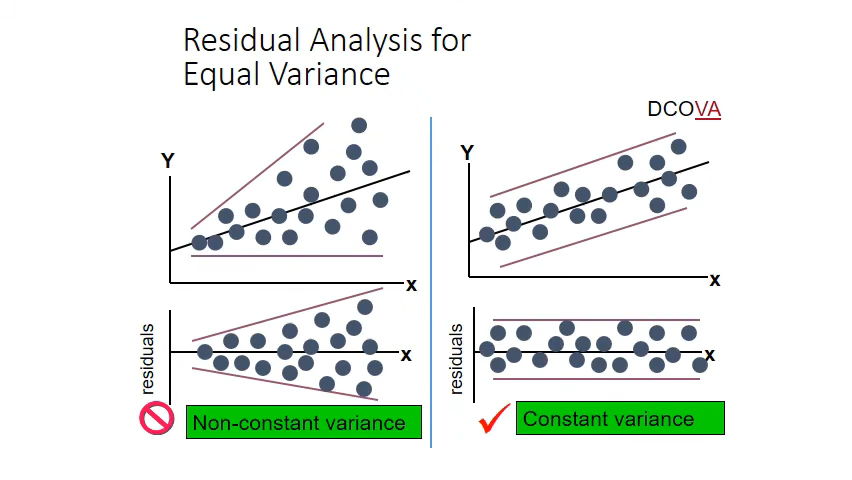 Residual Analysis for
Equal Variance
DCOVA
Y
x
residuals
x
Non-constant variance
Y
x
residuals
x
Constant variance